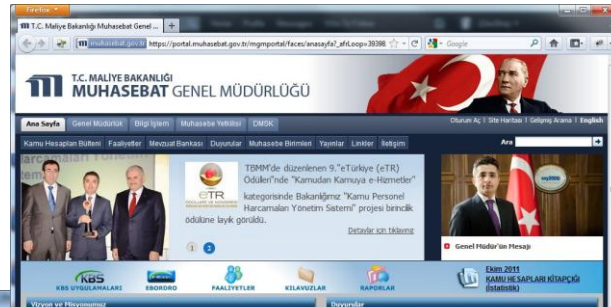 Firefox
T.C. Maliye Bakanlığı Muhasebat Genel ...
muhasebat.gov.tr https://portal.muhasebat.gov.tr/mgmportal/faces/anasayfa?_afrLoop=39398
Google
T.C. MALİYE BAKANLIĞI
MUHASEBAT GENEL MÜDÜRLÜĞÜ
Ana Sayfa Genel Müdürlük Bilgi İşlem Muhasebe Yetkilisi DMSK
Oturum Aç | Site Haritası | Gelişmiş Arama | English
Kamu Hesapları Bülteni Faaliyetler Mevzuat Bankası Duyurular Muhasebe Birimleri Yayınlar Linkler İletişim
Ara
TBMM'de düzenlenen 9."eTürkiye (eTR)
Ödülleri"nde "Kamudan Kamuya e-Hizmetler"
kategorisinde Bakanlığımız "Kamu Personel
Harcamaları Yönetim Sistemi" projesi birincilik
ödülüne layık görüldü.
Detaylar için tıklayınız
eTR
1 2
say2000i
Genel Müdür'ün Mesajı
KBS
KBS UYGULAMALARI
EBORDRO
FAALIYETLER
KILAVUZLAR
RAPORLAR
Ekim 2011
KAMU HESAPLARI KİTAPÇIĞI
(İstatistik)
Vizyon ve Misyonumuz
Duyurular